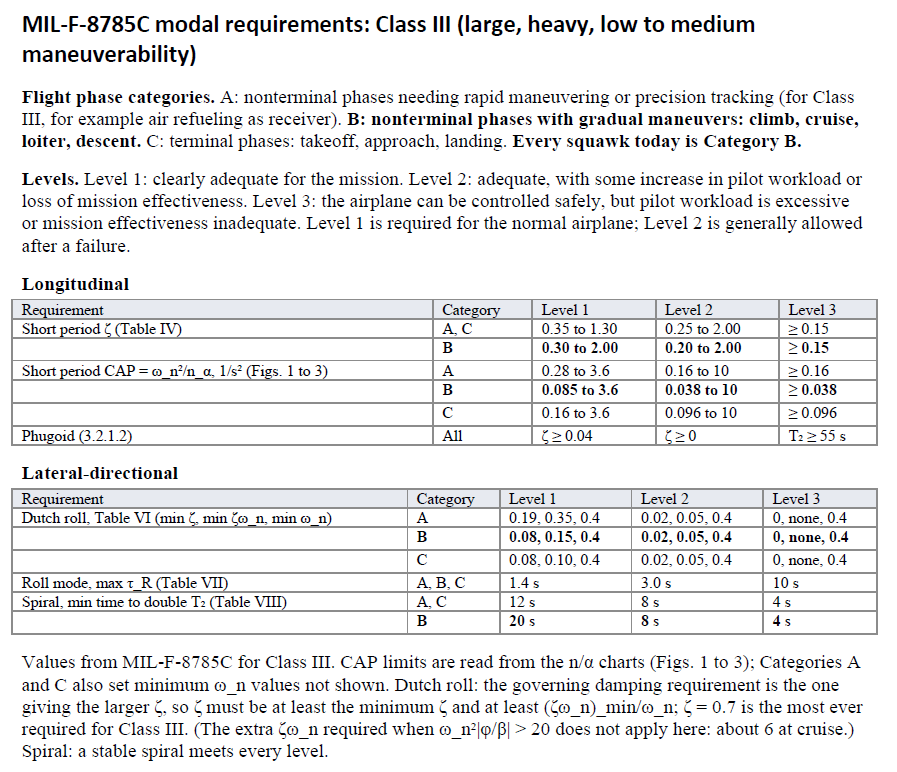 MIL-F-8785C modal requirements: Class III (large, heavy, low to medium
maneuverability)
Flight phase categories. A: nonterminal phases needing rapid maneuvering or precision tracking (for Class
III, for example air refueling as receiver). B: nonterminal phases with gradual maneuvers: climb, cruise,
loiter, descent. C: terminal phases: takeoff, approach, landing. Every squawk today is Category B.
Levels. Level 1: clearly adequate for the mission. Level 2: adequate, with some increase in pilot workload or
loss of mission effectiveness. Level 3: the airplane can be controlled safely, but pilot workload is excessive
or mission effectiveness inadequate. Level 1 is required for the normal airplane; Level 2 is generally allowed
after a failure.
Longitudinal
Requirement Category Level 1 Level 2 Level 3
Short period ζ (Table IV) A, C 0.35 to 1.30 0.25 to 2.00 ≥ 0.15
B 0.30 to 2.00 0.20 to 2.00 ≥ 0.15
Short period CAP = ω_n²/n_α, 1/s² (Figs. 1 to 3) A 0.28 to 3.6 0.16 to 10 ≥ 0.16
B 0.085 to 3.6 0.038 to 10 ≥ 0.038
C 0.16 to 3.6 0.096 to 10 ≥ 0.096
Phugoid (3.2.1.2) All ζ ≥ 0.04 ζ ≥ 0 T₂ ≥ 55 s
Lateral-directional
Requirement Category Level 1 Level 2 Level 3
Dutch roll, Table VI (min ζ, min ζω_n, min ω_n) A 0.19, 0.35, 0.4 0.02, 0.05, 0.4 0, none, 0.4
B 0.08, 0.15, 0.4 0.02, 0.05, 0.4 0, none, 0.4
C 0.08, 0.10, 0.4 0.02, 0.05, 0.4 0, none, 0.4
Roll mode, max τ_R (Table VII) A, B, C 1.4 s 3.0 s 10 s
Spiral, min time to double T₂ (Table VIII) A, C 12 s 8 s 4 s
B 20 s 8 s 4 s
Values from MIL-F-8785C for Class III. CAP limits are read from the n/α charts (Figs. 1 to 3); Categories A
and C also set minimum ω_n values not shown. Dutch roll: the governing damping requirement is the one
giving the larger ζ, so ζ must be at least the minimum ζ and at least (ζω_n)_min/ω_n; ζ = 0.7 is the most ever
required for Class III. (The extra ζω_n required when ω_n²|φ/β| > 20 does not apply here: about 6 at cruise.)
Spiral: a stable spiral meets every level.